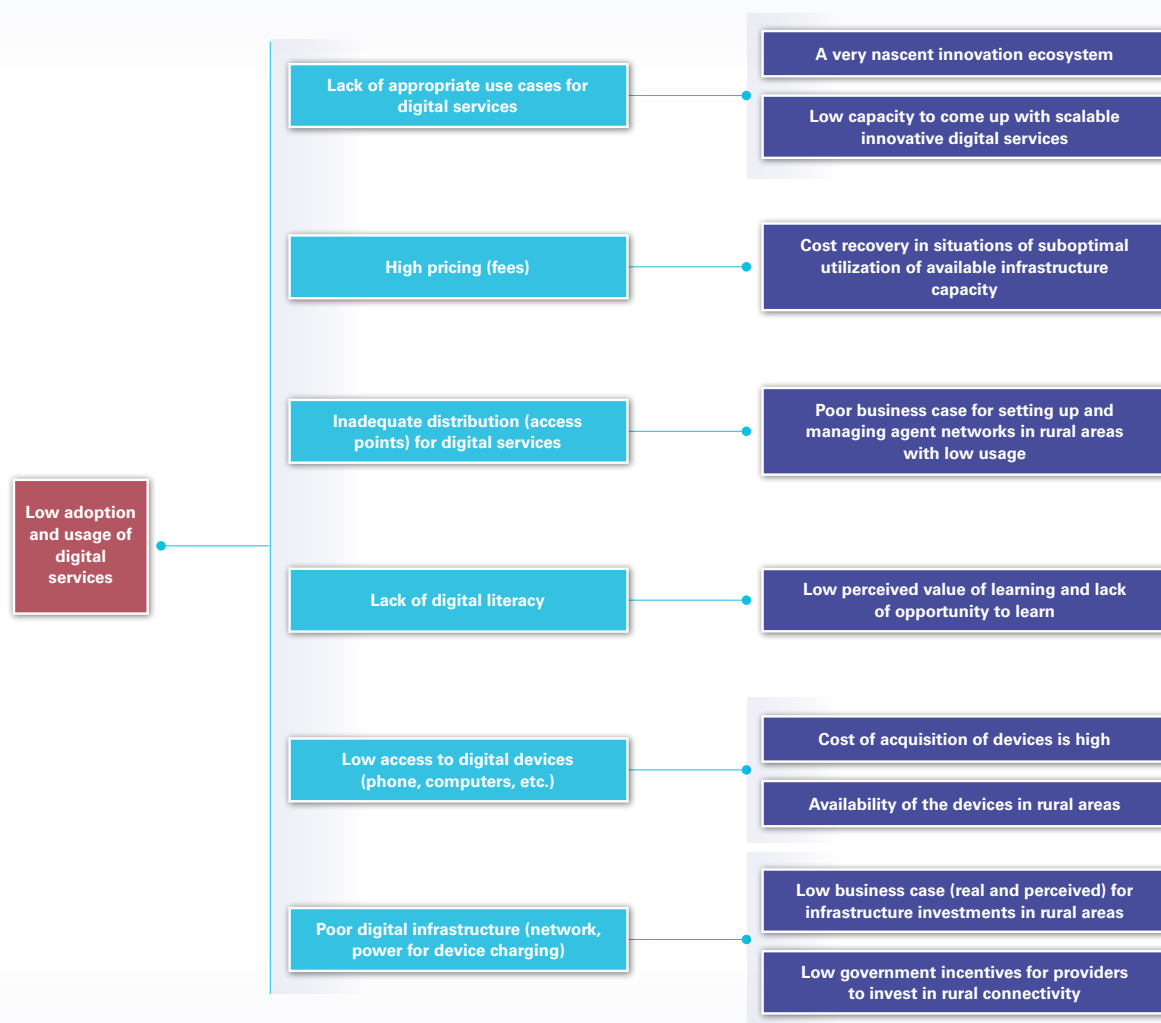 Low adoption
and usage of
digital
services
Lack of appropriate use cases for
digital services
A very nascent innovation ecosystem
Low capacity to come up with scalable
innovative digital services
High pricing (fees)
Cost recovery in situations of suboptimal
utilization of available infrastructure
capacity
Inadequate distribution (access
points) for digital services
Poor business case for setting up and
managing agent networks in rural areas
with low usage
Lack of digital literacy
Low perceived value of learning and lack
of opportunity to learn
Low access to digital devices
(phone, computers, etc.)
Cost of acquisition of devices is high
Availability of the devices in rural areas
Poor digital infrastructure (network,
power for device charging)
Low business case (real and perceived) for
infrastructure investments in rural areas
Low government incentives for providers
to invest in rural connectivity